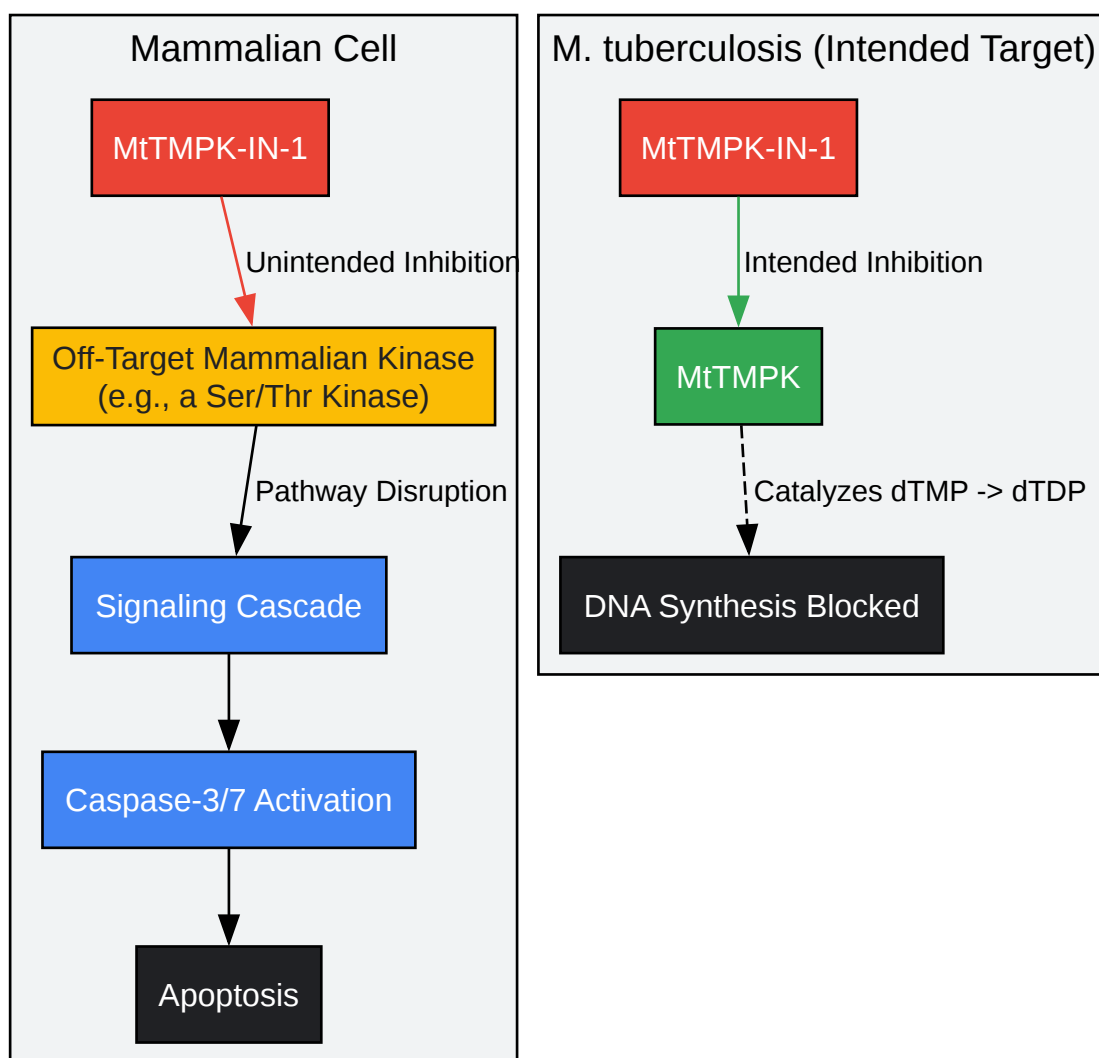 Mammalian Cell
MtTMPK-IN-1
Unintended Inhibition
Off-Target Mammalian Kinase
(e.g., a Ser/Thr Kinase)
Pathway Disruption
Signaling Cascade
Caspase-3/7 Activation
Apoptosis
M. tuberculosis (Intended Target)
MtTMPK-IN-1
Intended Inhibition
MtTMPK
Catalyzes dTMP -> dTDP
DNA Synthesis Blocked